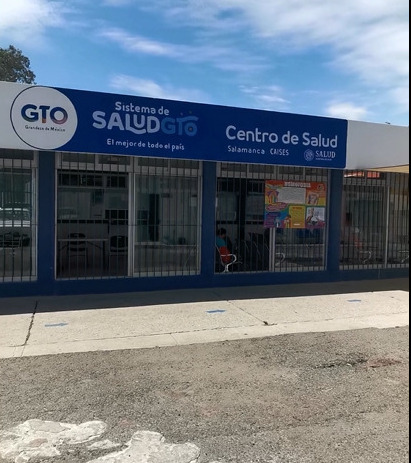 GTO
Grandeza de México
Sistema de
SALUDGTO
El mejor de todo el país
Centro de Salud
Salamanca CAISES
SALUD